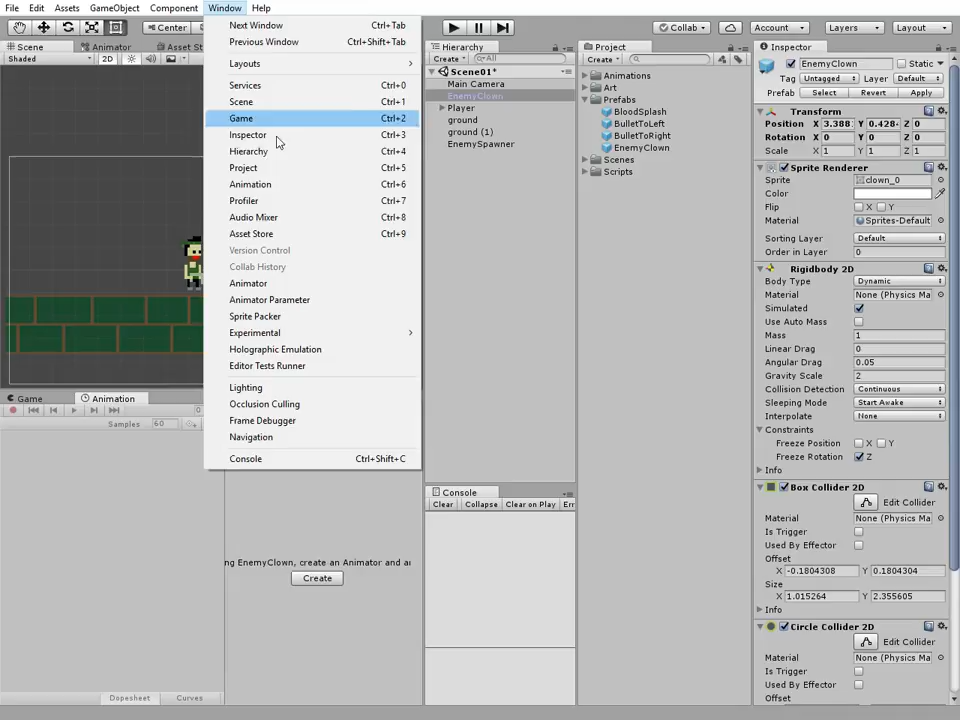 File Edit Assets GameObject Component Window Help
Center
Collab Account Layers Layout
Scene Animator Asset St
Shaded 2D
Next Window Ctrl+Tab
Previous Window Ctrl+Shift+Tab
Layouts
Services Ctrl+0
Scene Ctrl+1
Game Ctrl+2
Inspector Ctrl+3
Hierarchy Ctrl+4
Project Ctrl+5
Animation Ctrl+6
Profiler Ctrl+7
Audio Mixer Ctrl+8
Asset Store Ctrl+9
Version Control
Collab History
Animator
Animator Parameter
Sprite Packer
Experimental
Holographic Emulation
Editor Tests Runner
Lighting
Occlusion Culling
Frame Debugger
Navigation
Console Ctrl+Shift+C
Game Animation
Samples 60
ng EnemyClown, create an Animator and ar
Create
Dopesheet Curves
Hierarchy
Create All
Scene01*
Main Camera
EnemyClown
Player
ground
ground (1)
EnemySpawner
Console
Clear Collapse Clear on Play Err
Project
Create
Animations
Art
Prefabs
BloodSplash
BulletToLeft
BulletToRight
EnemyClown
Scenes
Scripts
Inspector
EnemyClown Static
Tag Untagged Layer Default
Prefab Select Revert Apply
Transform
Position X 3.388 Y 0.428 Z 0
Rotation X 0 Y 0 Z 0
Scale X 1 Y 1 Z 1
Sprite Renderer
Sprite clown_0
Color
Flip X Y
Material Sprites-Default
Sorting Layer Default
Order in Layer 0
Rigidbody 2D
Body Type Dynamic
Material None (Physics Ma
Simulated
Use Auto Mass
Mass 1
Linear Drag 0
Angular Drag 0.05
Gravity Scale 2
Collision Detection Continuous
Sleeping Mode Start Awake
Interpolate None
Constraints
Freeze Position X Y
Freeze Rotation Z
Info
Box Collider 2D
Edit Collider
Material None (Physics Ma
Is Trigger
Used By Effector
Offset
X -0.1804308 Y 0.1804304
Size
X 1.015264 Y 2.355605
Info
Circle Collider 2D
Edit Collider
Material None (Physics Ma
Is Trigger
Used By Effector
Offset